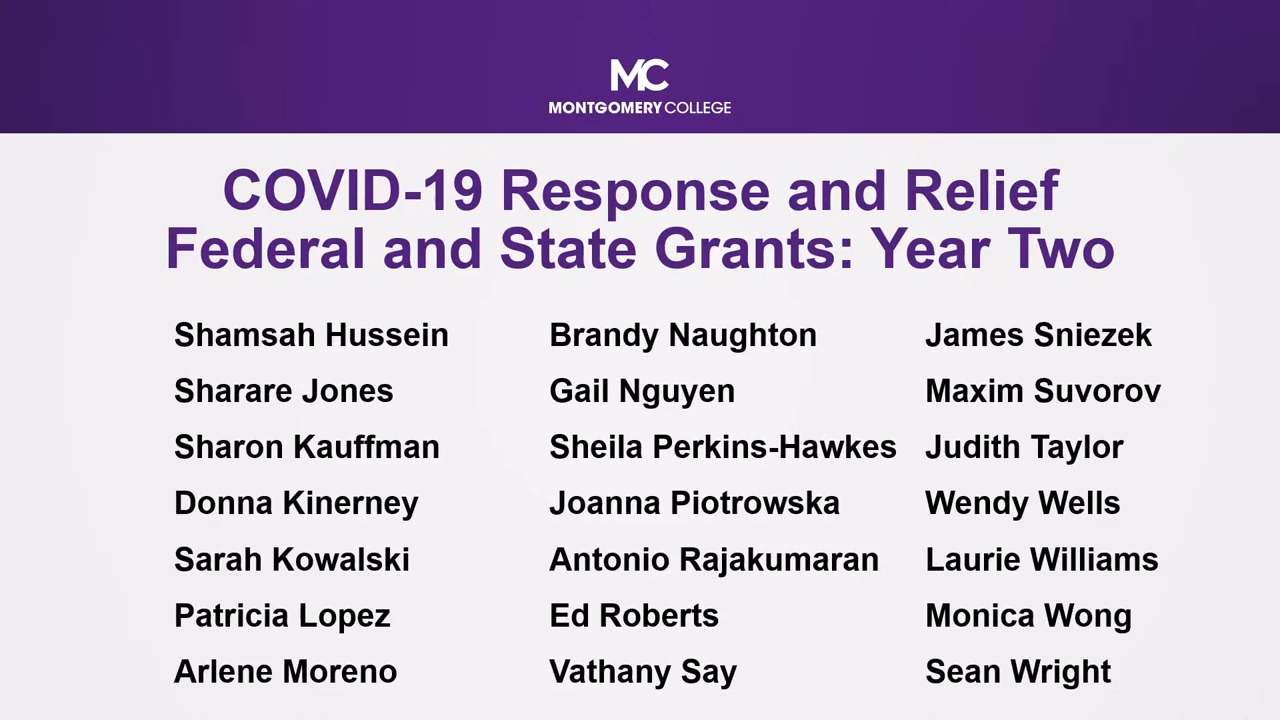 MC
MONTGOMERY COLLEGE
COVID-19 Response and Relief
Federal and State Grants: Year Two
Shamsah Hussein
Sharare Jones
Sharon Kauffman
Donna Kinerney
Sarah Kowalski
Patricia Lopez
Arlene Moreno
Brandy Naughton
Gail Nguyen
Sheila Perkins-Hawkes
Joanna Piotrowska
Antonio Rajakumaran
Ed Roberts
Vathany Say
James Sniezek
Maxim Suvorov
Judith Taylor
Wendy Wells
Laurie Williams
Monica Wong
Sean Wright